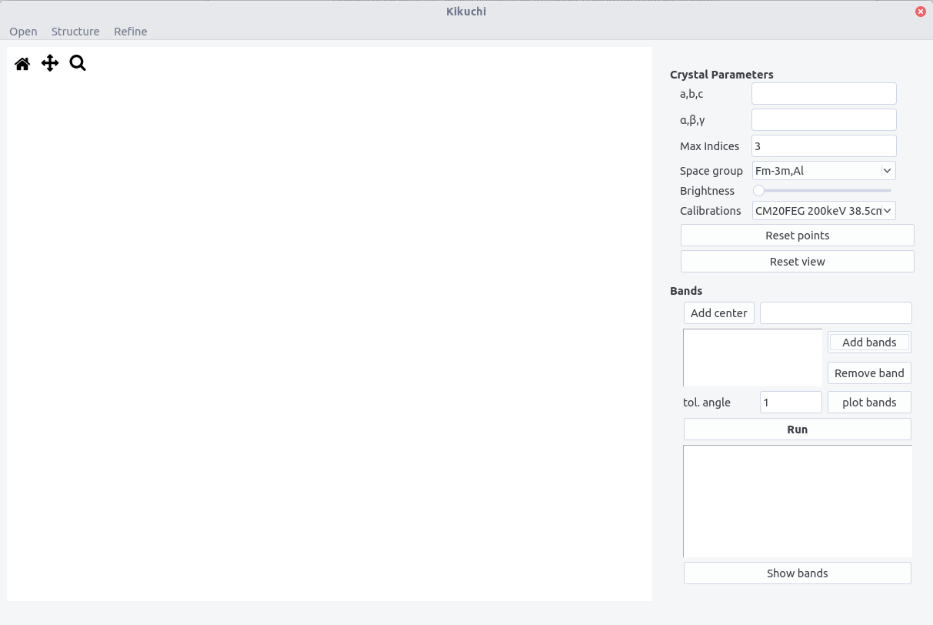 Kikuchi
Open Structure Refine
Crystal Parameters
a,b,c
α,β,γ
Max Indices 3
Space group Fm-3m,Al
Brightness
Calibrations CM20FEG 200keV 38.5cm
Reset points
Reset view
Bands
Add center
Add bands
Remove band
tol. angle 1 plot bands
Run
Show bands